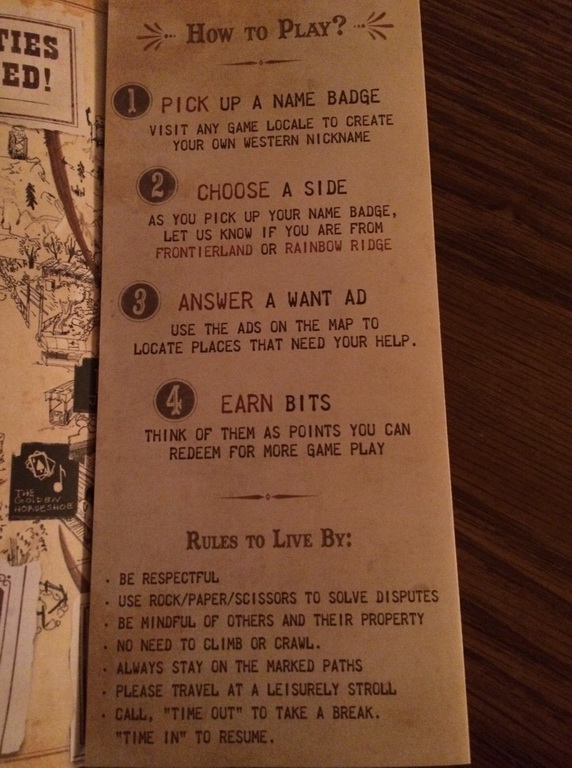 TIES
ED!
How to Play?
1 PICK UP A NAME BADGE
VISIT ANY GAME LOCALE TO CREATE
YOUR OWN WESTERN NICKNAME
2 CHOOSE A SIDE
AS YOU PICK UP YOUR NAME BADGE,
LET US KNOW IF YOU ARE FROM
FRONTIERLAND OR RAINBOW RIDGE
3 ANSWER A WANT AD
USE THE ADS ON THE MAP TO
LOCATE PLACES THAT NEED YOUR HELP.
4 EARN BITS
THINK OF THEM AS POINTS YOU CAN
REDEEM FOR MORE GAME PLAY
THE
GOLDEN
HORSESHOE
Rules to Live By:
• BE RESPECTFUL
• USE ROCK/PAPER/SCISSORS TO SOLVE DISPUTES
• BE MINDFUL OF OTHERS AND THEIR PROPERTY
• NO NEED TO CLIMB OR CRAWL.
• ALWAYS STAY ON THE MARKED PATHS
• PLEASE TRAVEL AT A LEISURELY STROLL
• CALL, "TIME OUT" TO TAKE A BREAK.
"TIME IN" TO RESUME.